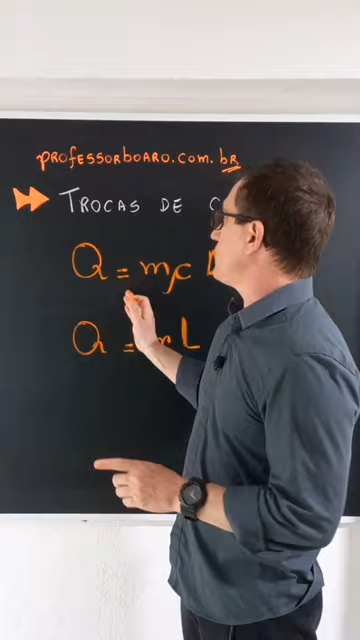 professorboaro.com.br
TROCAS DE
Q = mc
Q = m L